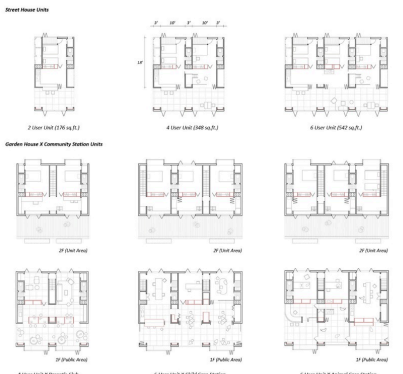 Street House Units
3' 10' 3' 10' 3'
18'
2 User Unit (176 sq.ft.)
4 User Unit (348 sq.ft.)
6 User Unit (542 sq.ft.)
Garden House X Community Station Units
2F (Unit Area)
2F (Unit Area)
2F (Unit Area)
1F (Public Area)
1F (Public Area)
1F (Public Area)